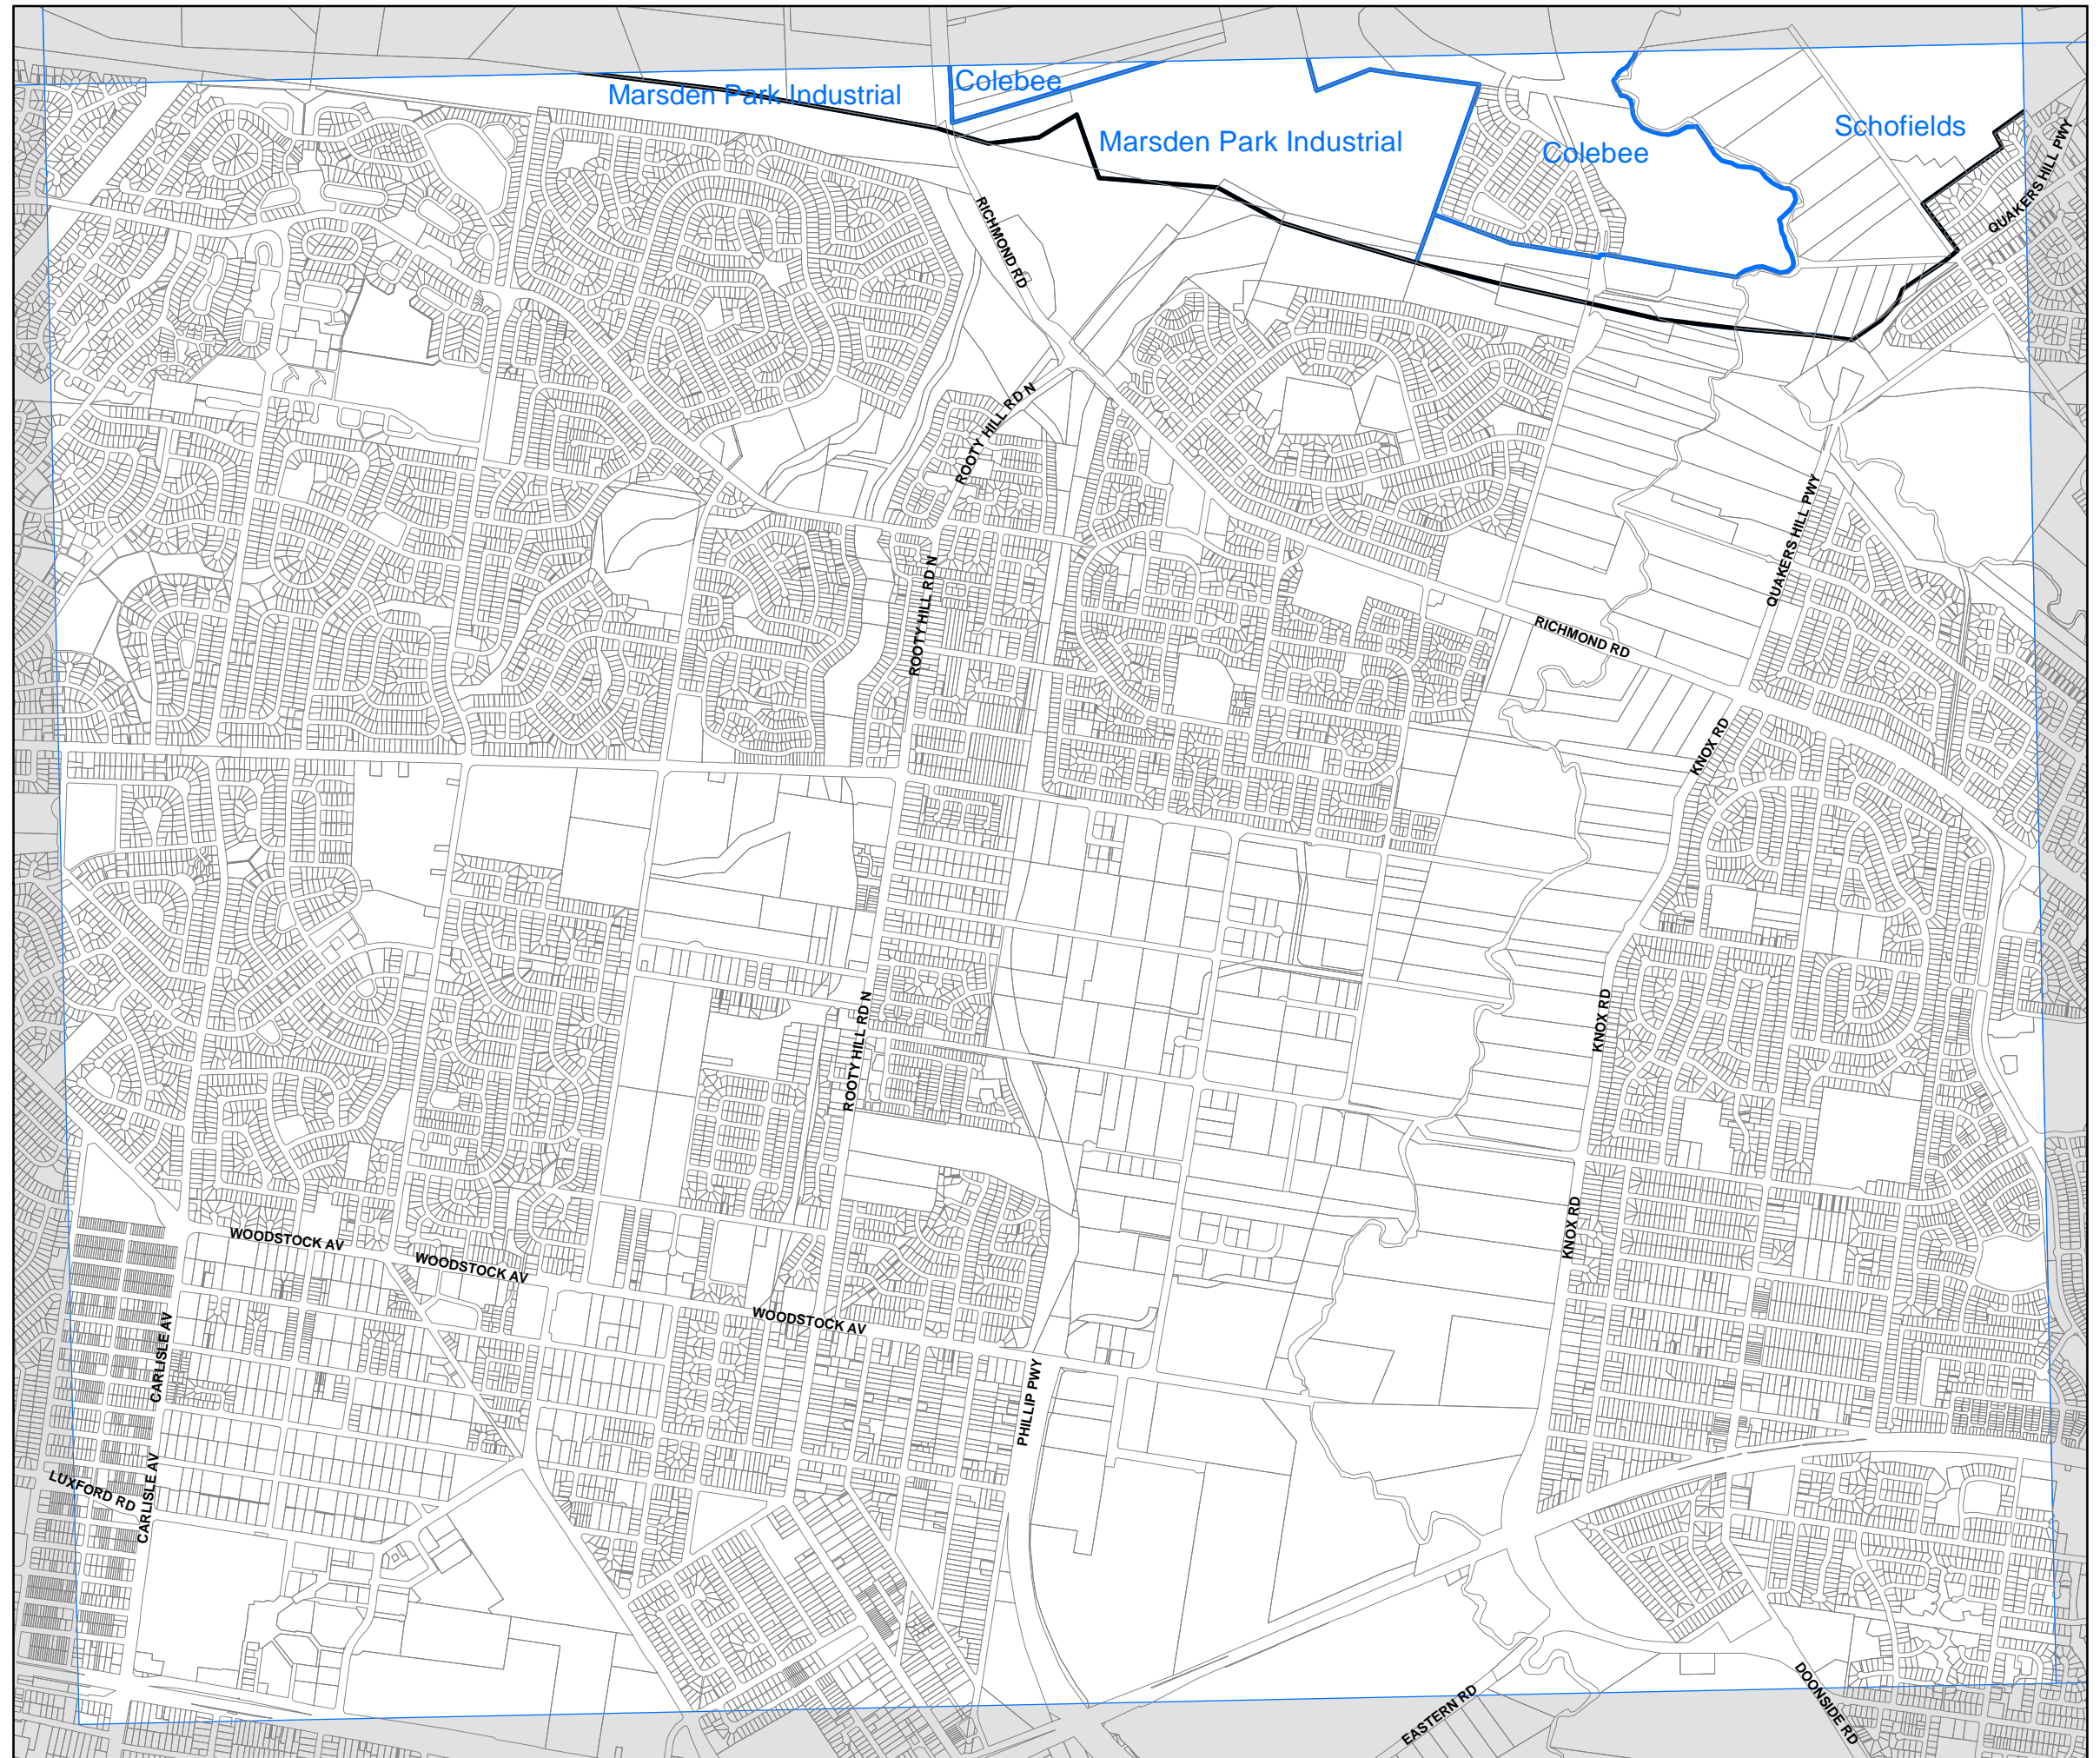 Colebee
Marsden Park Industrial
Schofields
Marsden Park Industrial
Colebee
QUAKERS HILL PWY
RICHMOND RD
ROOTY HILL RD N
QUAKERS HILL PWY
ROOTY HILL RD N
RICHMOND RD
KNOX RD
ROOTY HILL RD N
KNOX RD
KNOX RD
WOODSTOCK AV
WOODSTOCK AV
WOODSTOCK AV
CARLISLE AV
PHILLIP PWY
CARLISLE AV
LUXFORD RD
EASTERN RD
DOONSIDE RD